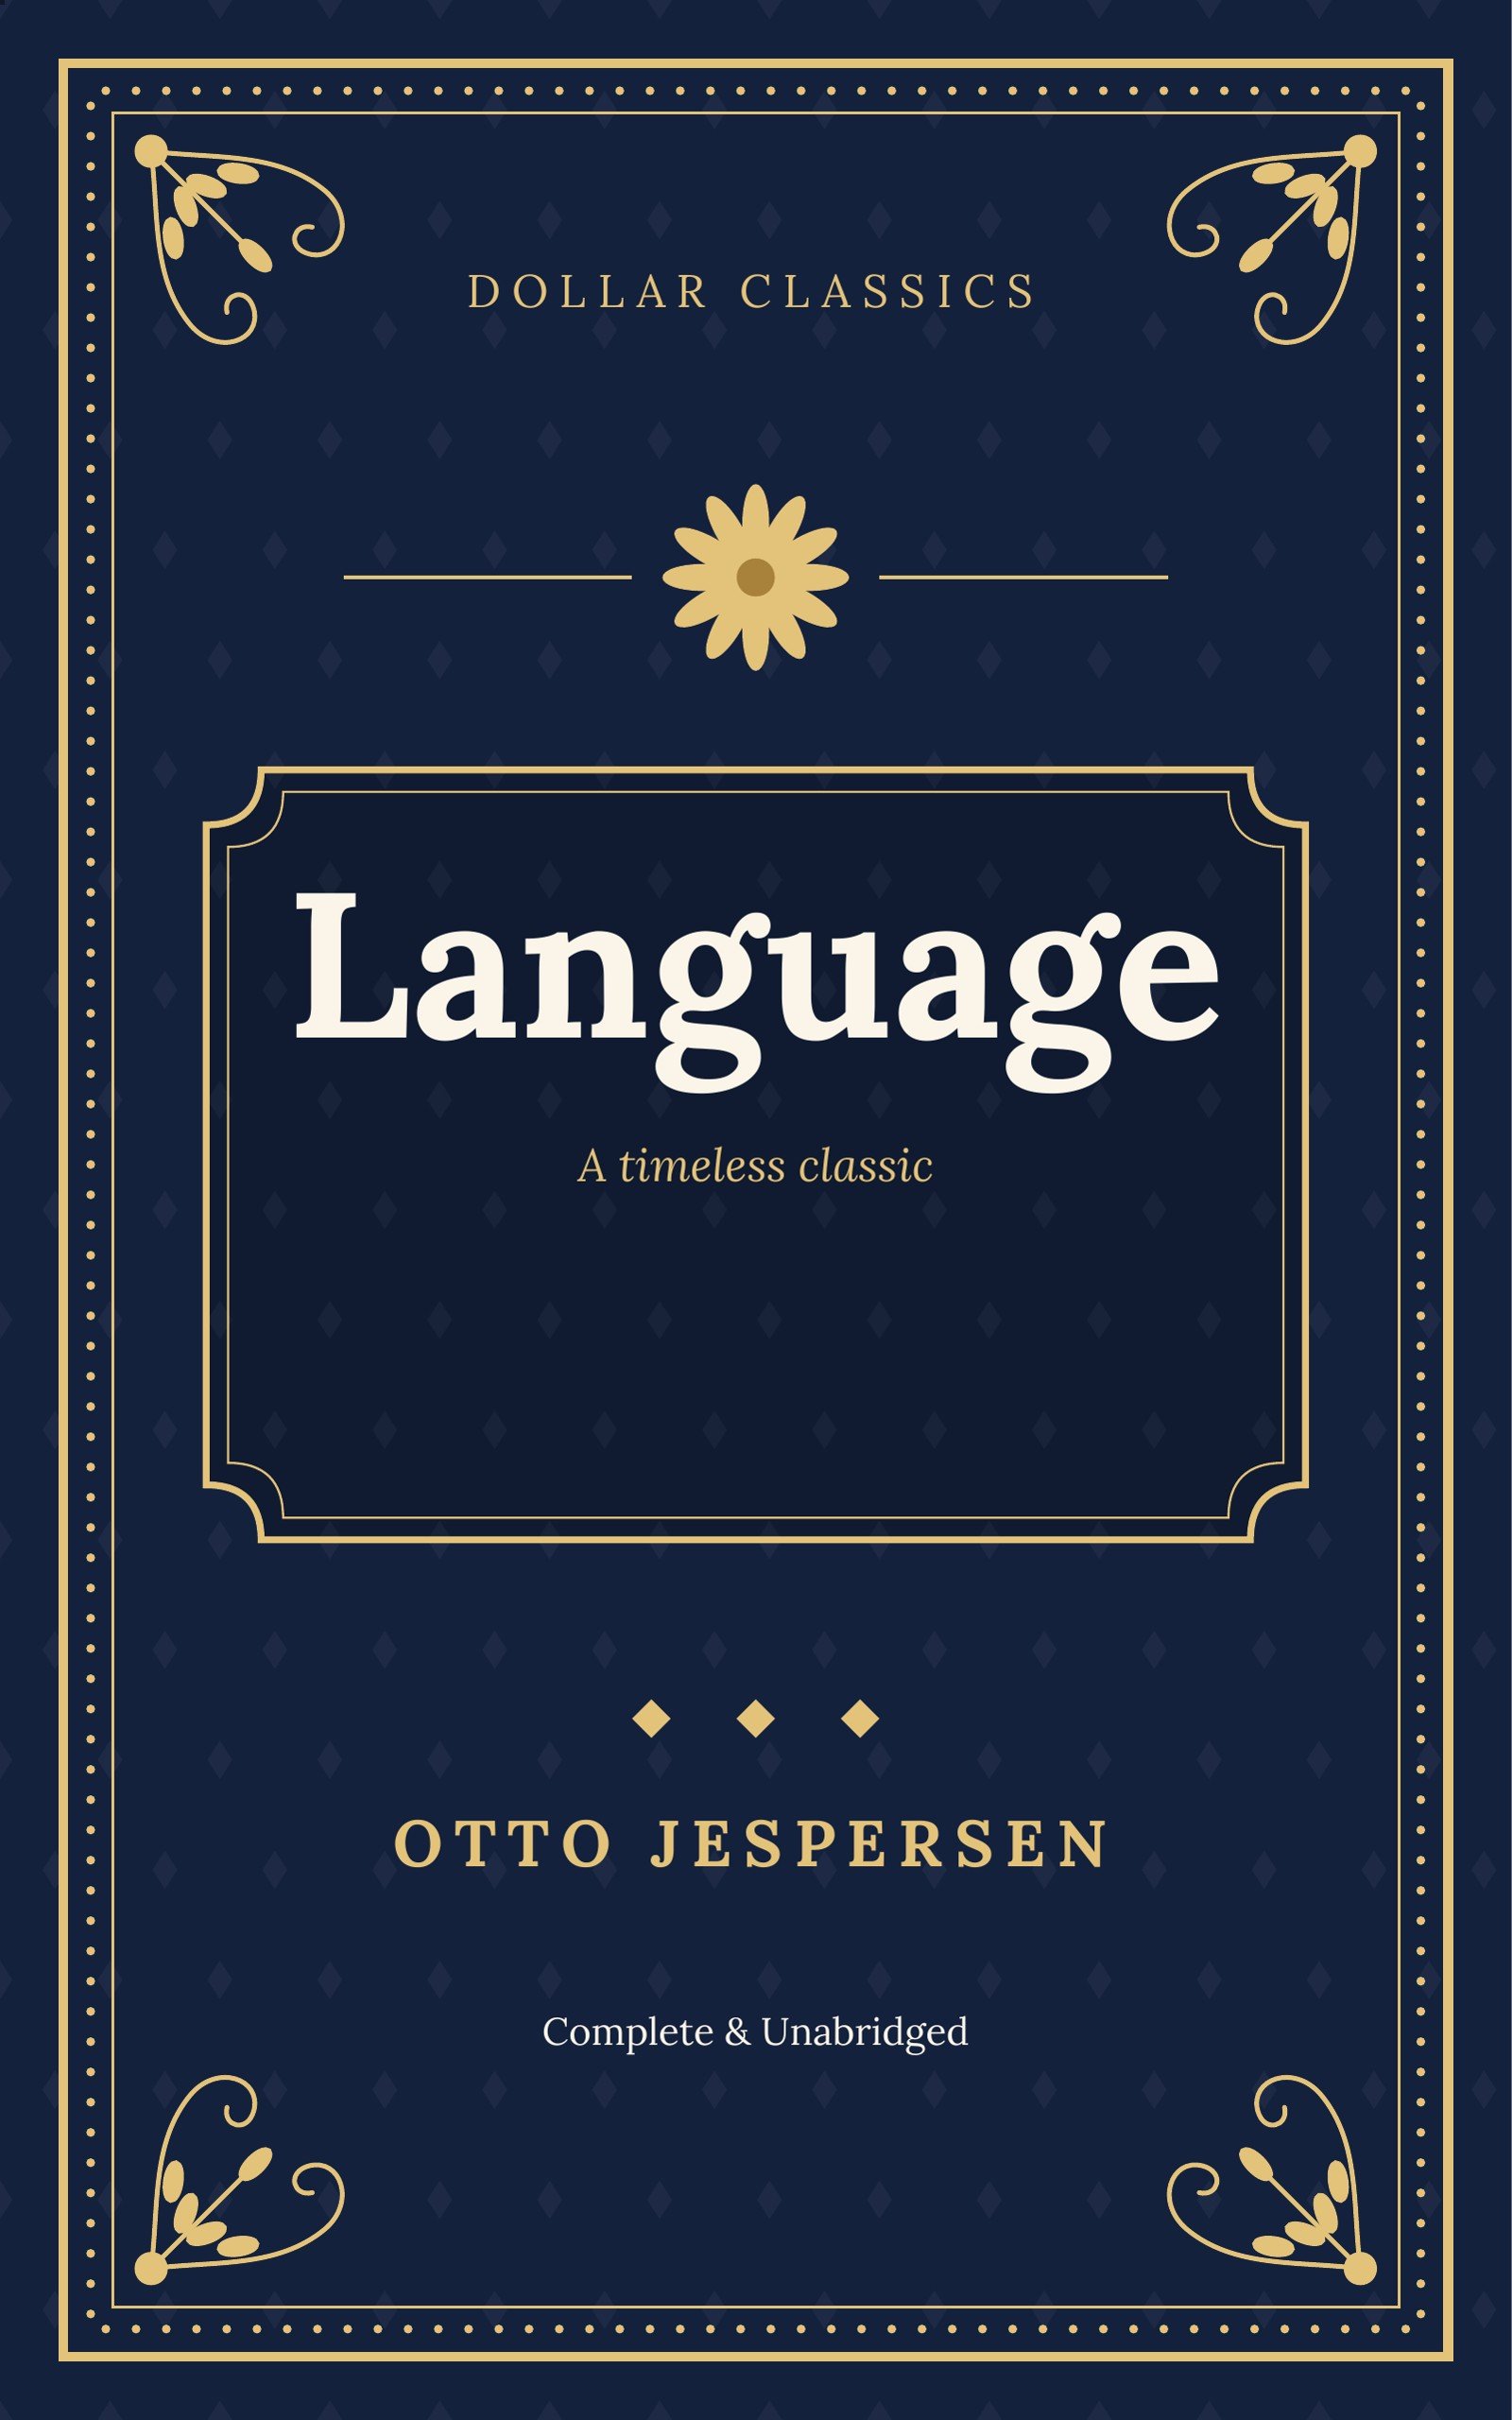 DOLLAR CLASSICS
Language
A timeless classic
OTTO JESPERSEN
Complete & Unabridged